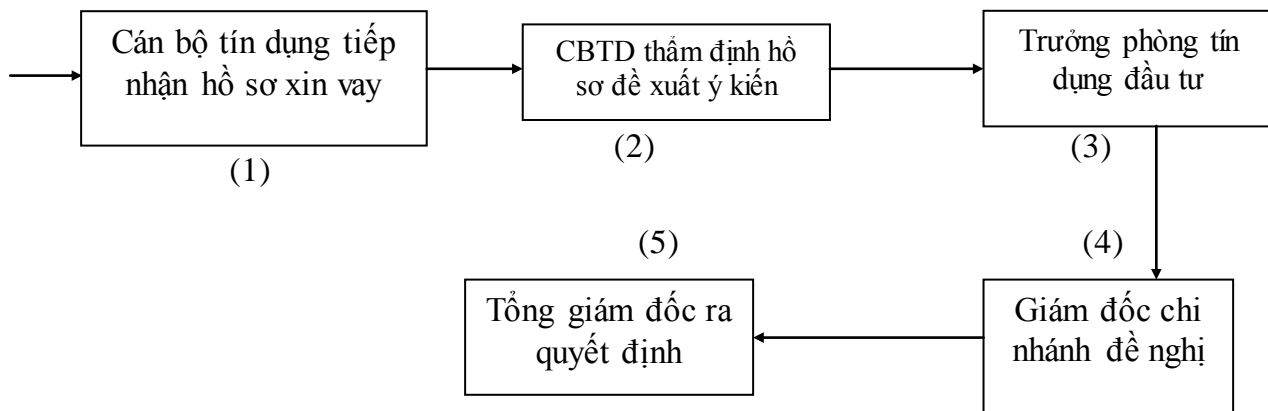 Cán bộ tín dụng tiếp
nhận hồ sơ xin vay
(1)
CBTD thẩm định hồ
sơ đề xuất ý kiến
(2)
Trưởng phòng tín
dụng đầu tư
(3)
(4)
Giám đốc chi
nhánh đề nghị
(5)
Tổng giám đốc ra
quyết định